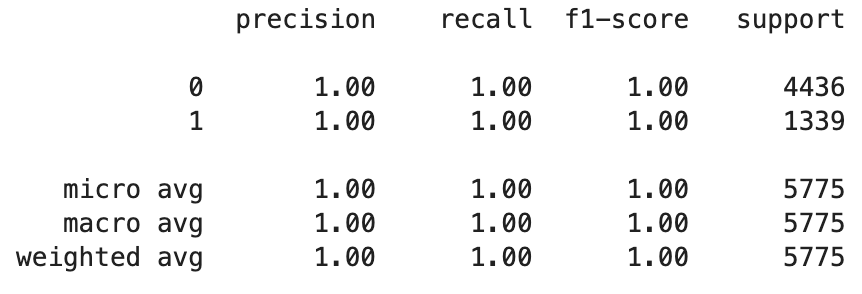 precision recall f1-score support
0 1.00 1.00 1.00 4436
1 1.00 1.00 1.00 1339
micro avg 1.00 1.00 1.00 5775
macro avg 1.00 1.00 1.00 5775
weighted avg 1.00 1.00 1.00 5775